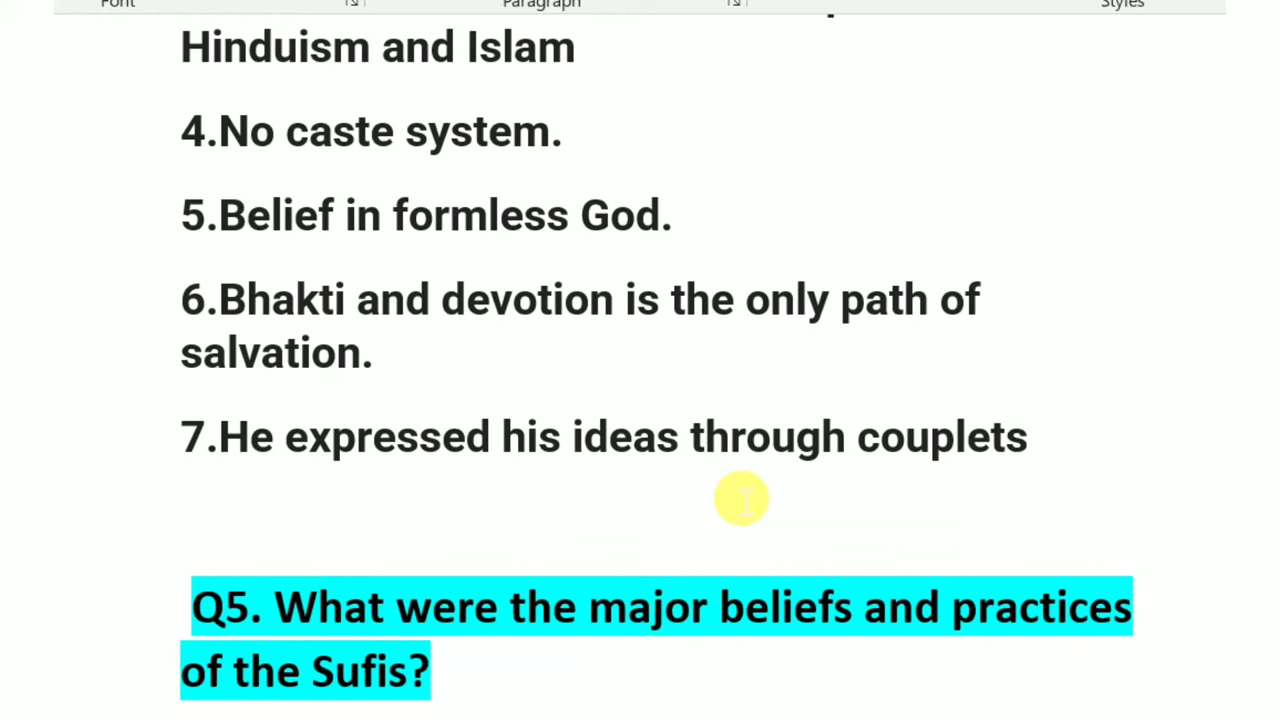 Font Paragraph Styles
Hinduism and Islam
4.No caste system.
5.Belief in formless God.
6.Bhakti and devotion is the only path of
salvation.
7.He expressed his ideas through couplets
Q5. What were the major beliefs and practices
of the Sufis?